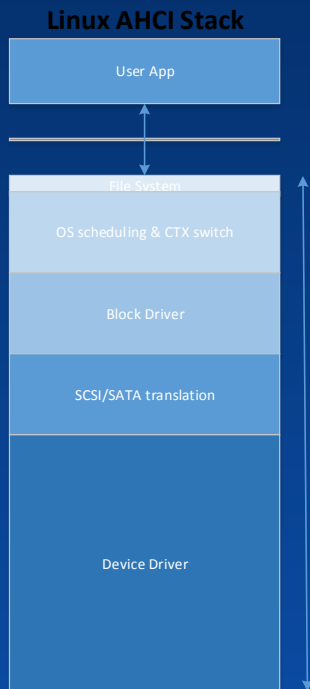 Linux AHCI Stack
User App
File System
OS scheduling & CTX switch
Block Driver
SCSI/SATA translation
Device Driver